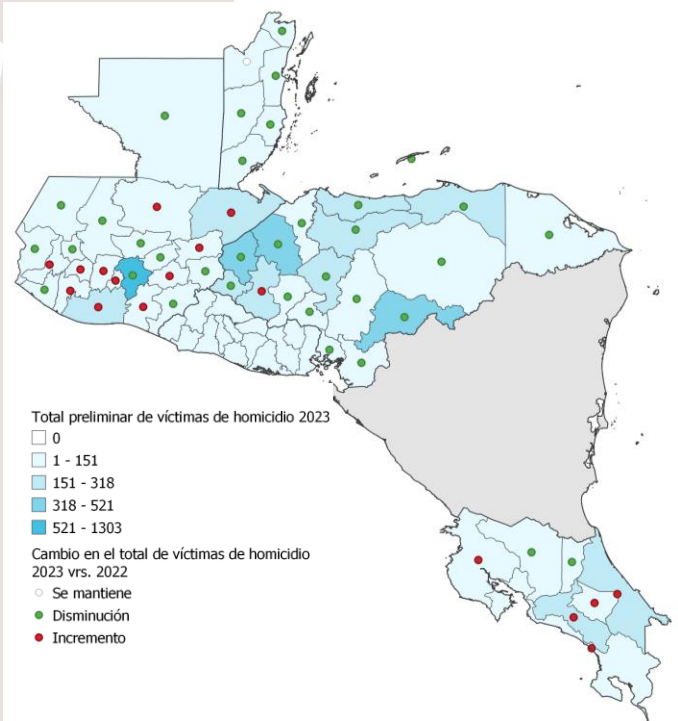 Total preliminar de víctimas de homicidio 2023
0
1 - 151
151 - 318
318 - 521
521 - 1303
Cambio en el total de víctimas de homicidio
2023 vrs. 2022
Se mantiene
Disminución
Incremento